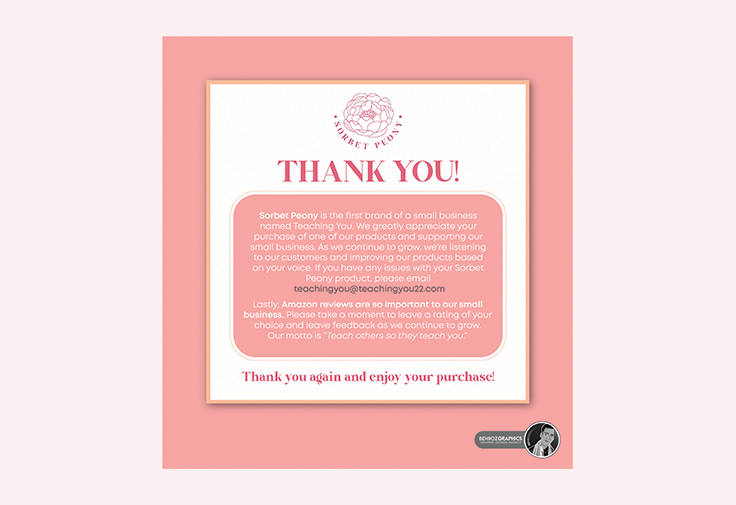 • SORBET PEONY •
THANK YOU!
Sorbet Peony is the first brand of a small business
named Teaching You. We greatly appreciate your
purchase of one of our products and supporting our
small business. As we continue to grow, we're listening
to our customers and improving our products based
on your voice. If you have any issues with your Sorbet
Peony product, please email
teachingyou@teachingyou22.com
Lastly, Amazon reviews are so important to our small
business. Please take a moment to leave a rating of your
choice and leave feedback as we continue to grow.
Our motto is "Teach others so they teach you."
Thank you again and enjoy your purchase!
BEHROZGRAPHICS
GRAPHIC DESIGN AGENCY